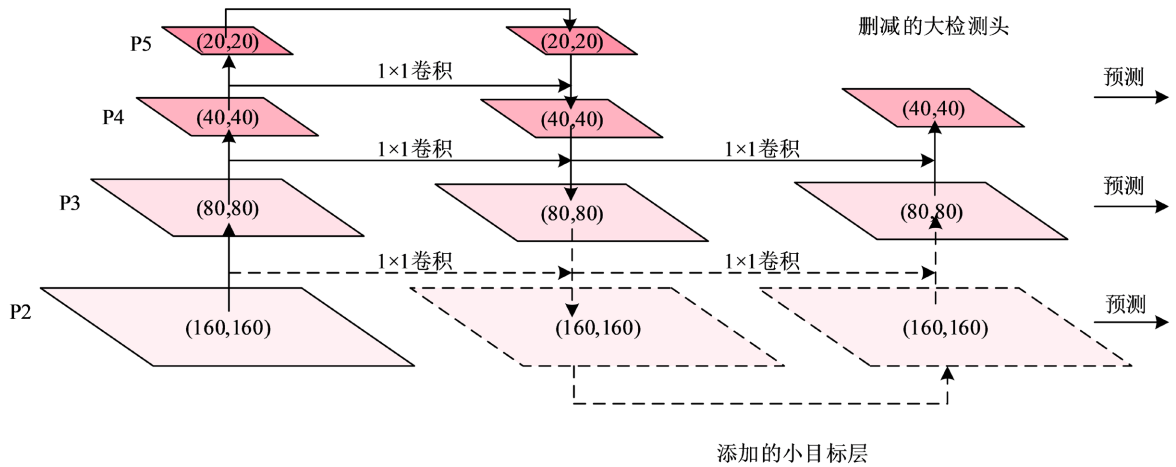 删减的大检测头
P5
(20,20)
(20,20)
1×1卷积
预测
P4
(40,40)
(40,40)
(40,40)
1×1卷积
1×1卷积
预测
P3
(80,80)
(80,80)
(80,80)
1×1卷积
1×1卷积
P2
(160,160)
(160,160)
(160,160)
预测
添加的小目标层